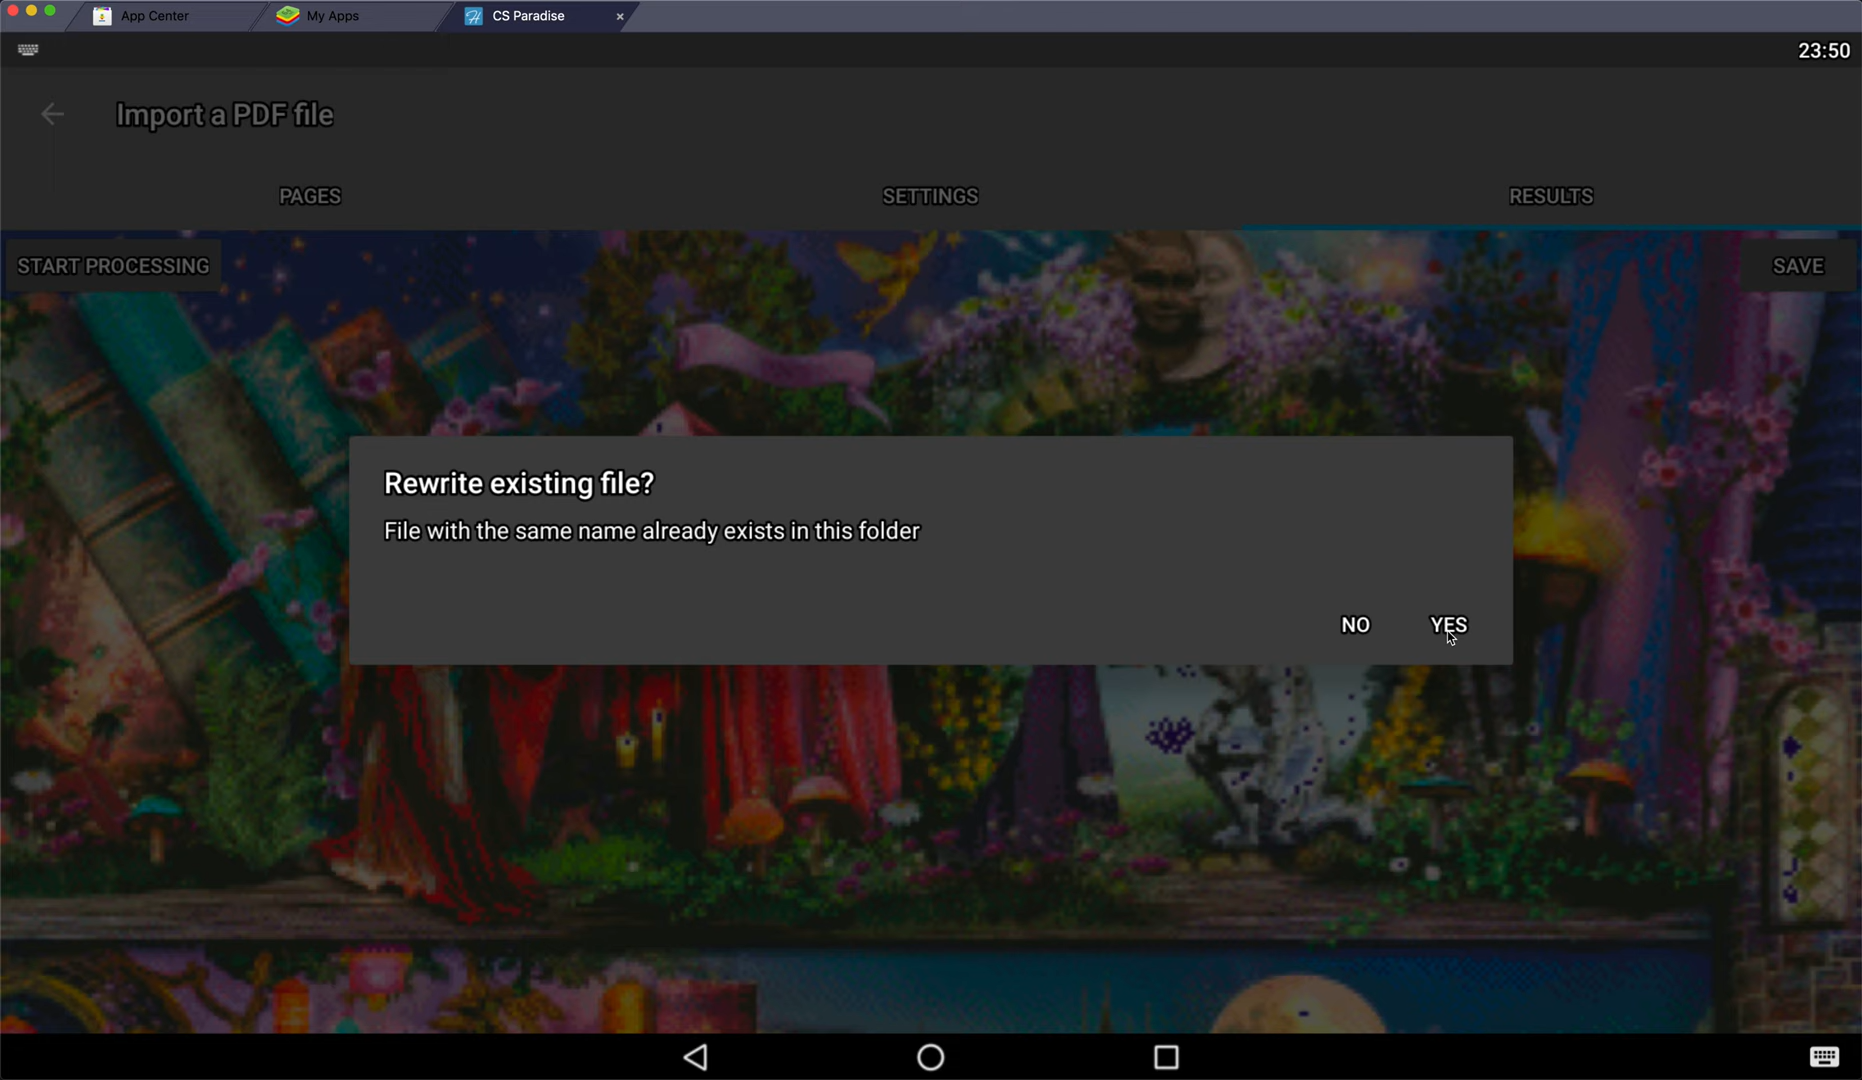 App Center
My Apps
CS Paradise
23:50
Import a PDF file
PAGES
SETTINGS
RESULTS
START PROCESSING
SAVE
Rewrite existing file?
File with the same name already exists in this folder
NO
YES